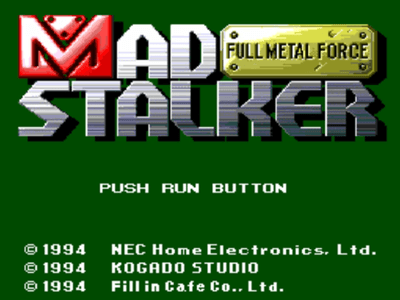 MAD FULL METAL FORCE
STALKER
PUSH RUN BUTTON
© 1994 NEC Home Electronics, Ltd.
© 1994 KOGADO STUDIO
© 1994 Fill in Cafe Co., Ltd.